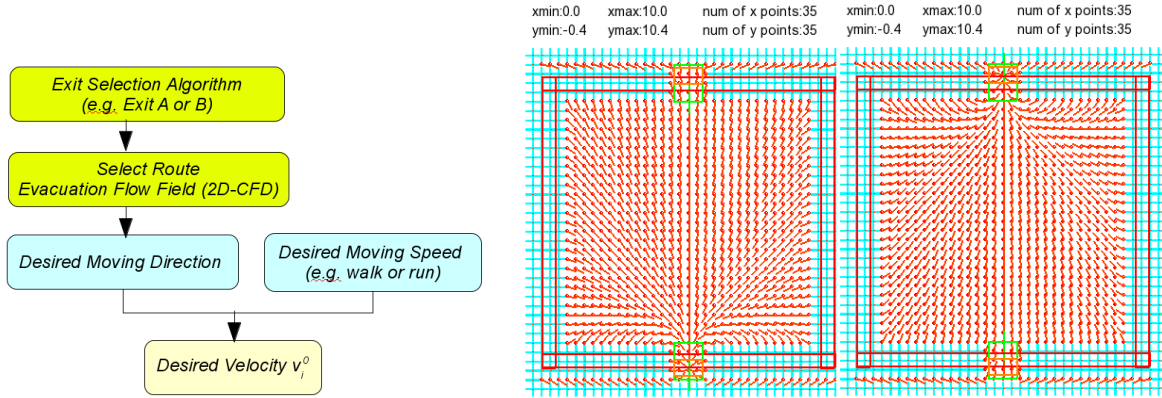 Exit Selection Algorithm
(e.g. Exit A or B)
Select Route
Evacuation Flow Field (2D-CFD)
Desired Moving Direction
Desired Moving Speed
(e.g. walk or run)
Desired Velocity v_i^0
xmin:0.0 xmax:10.0 num of x points:35
ymin:-0.4 ymax:10.4 num of y points:35
xmin:0.0 xmax:10.0 num of x points:35
ymin:-0.4 ymax:10.4 num of y points:35